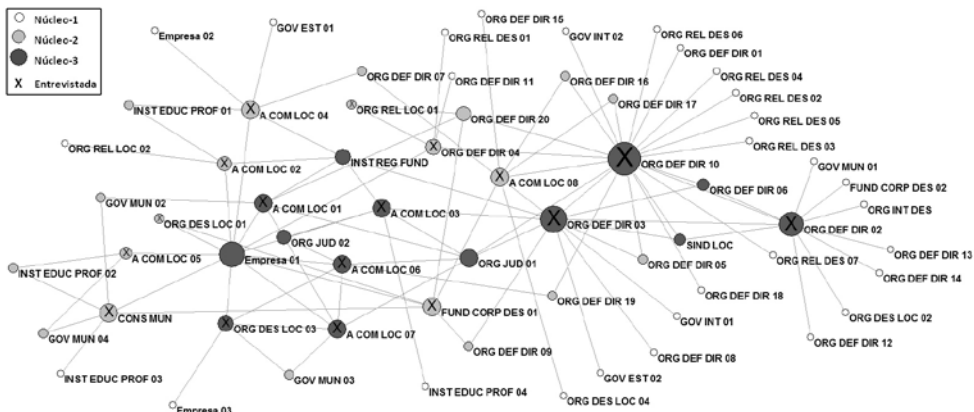 Núcleo-1
Núcleo-2
Núcleo-3
X Entrevistada
ORG DEF DIR 15
GOV EST 01
Empresa 02
ORG REL DES 01
GOV INT 02
ORG REL DES 06
ORG DEF DIR 01
ORG DEF DIR 07
ORG DEF DIR 11
ORG DEF DIR 16
ORG REL DES 04
ORG REL DES 02
INST EDUC PROF 01
A COM LOC 04
ORG REL LOC 01
ORG DEF DIR 20
ORG DEF DIR 17
ORG REL DES 05
ORG REL LOC 02
INST REG FUND
ORG DEF DIR 04
ORG DEF DIR 10
ORG REL DES 03
A COM LOC 02
A COM LOC 08
GOV MUN 01
ORG DEF DIR 06
FUND CORP DES 02
GOV MUN 02
A COM LOC 01
A COM LOC 03
ORG INT DES
ORG DES LOC 01
ORG DEF DIR 03
ORG DEF DIR 02
ORG JUD 02
SIND LOC
A COM LOC 05
Empresa 01
A COM LOC 06
ORG JUD 01
ORG DEF DIR 05
ORG REL DES 07
ORG DEF DIR 13
INST EDUC PROF 02
ORG DEF DIR 14
ORG DEF DIR 18
ORG DEF DIR 19
CONS MUN
FUND CORP DES 01
GOV INT 01
ORG DES LOC 02
GOV MUN 04
ORG DES LOC 03
A COM LOC 07
ORG DEF DIR 12
ORG DEF DIR 09
ORG DEF DIR 08
INST EDUC PROF 03
GOV MUN 03
GOV EST 02
INST EDUC PROF 04
ORG DES LOC 04
Empresa 03